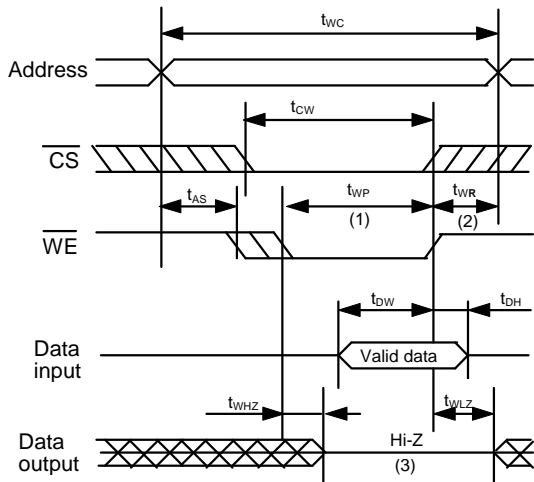 tWC
Address
tCW
CS
tAS
tWP
tWR
(1)
(2)
WE
tDW
tDH
Data
input
Valid data
tWHZ
tWLZ
Data
output
Hi-Z
(3)